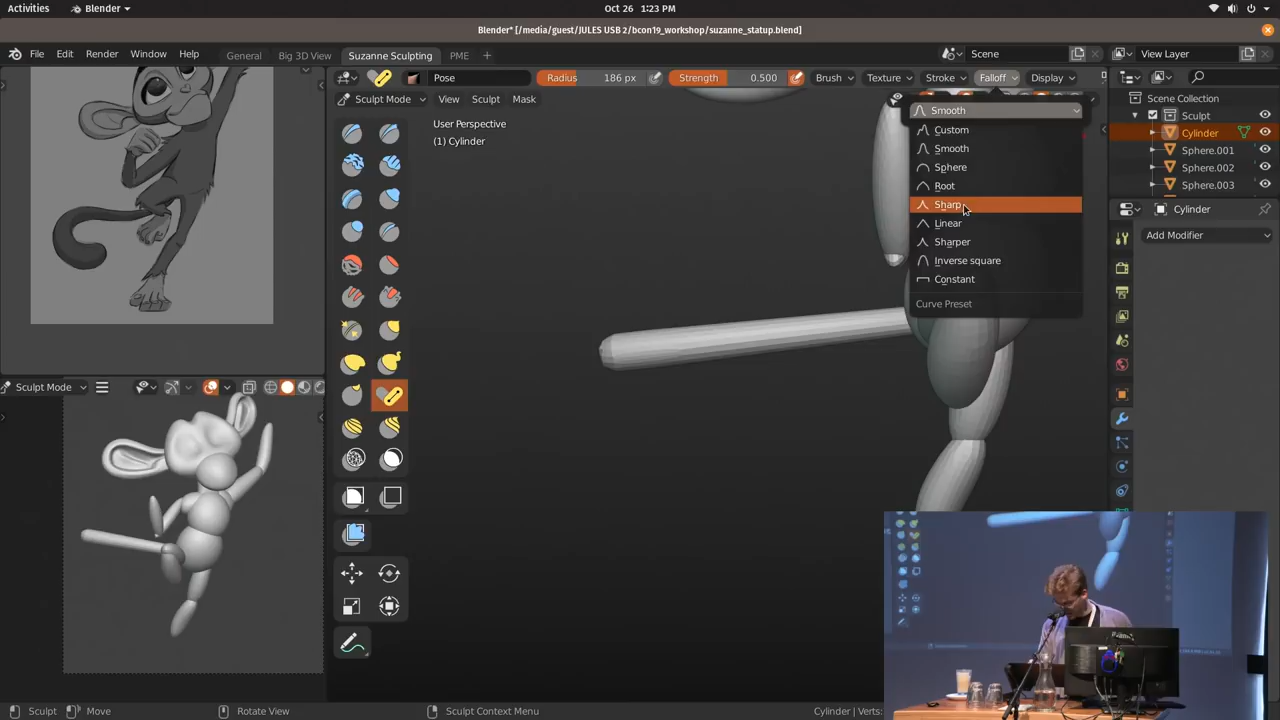 Activities
Blender
Oct 26 1:23 PM
Blender* [/media/guest/JULES USB 2/bcon19_workshop/suzanne_statup.blend]
File Edit Render Window Help
General Big 3D View Suzanne Sculpting PME
Scene
View Layer
Pose
Radius 186 px
Strength 0.500
Brush Texture Stroke Falloff Display
Sculpt Mode View Sculpt Mask
User Perspective
(1) Cylinder
Smooth
Custom
Smooth
Sphere
Root
Sharp
Linear
Sharper
Inverse square
Constant
Curve Preset
Scene Collection
Sculpt
Cylinder
Sphere.001
Sphere.002
Sphere.003
Cylinder
Add Modifier
Sculpt Mode
Sculpt
Move
Rotate View
Sculpt Context Menu
Cylinder | Verts: